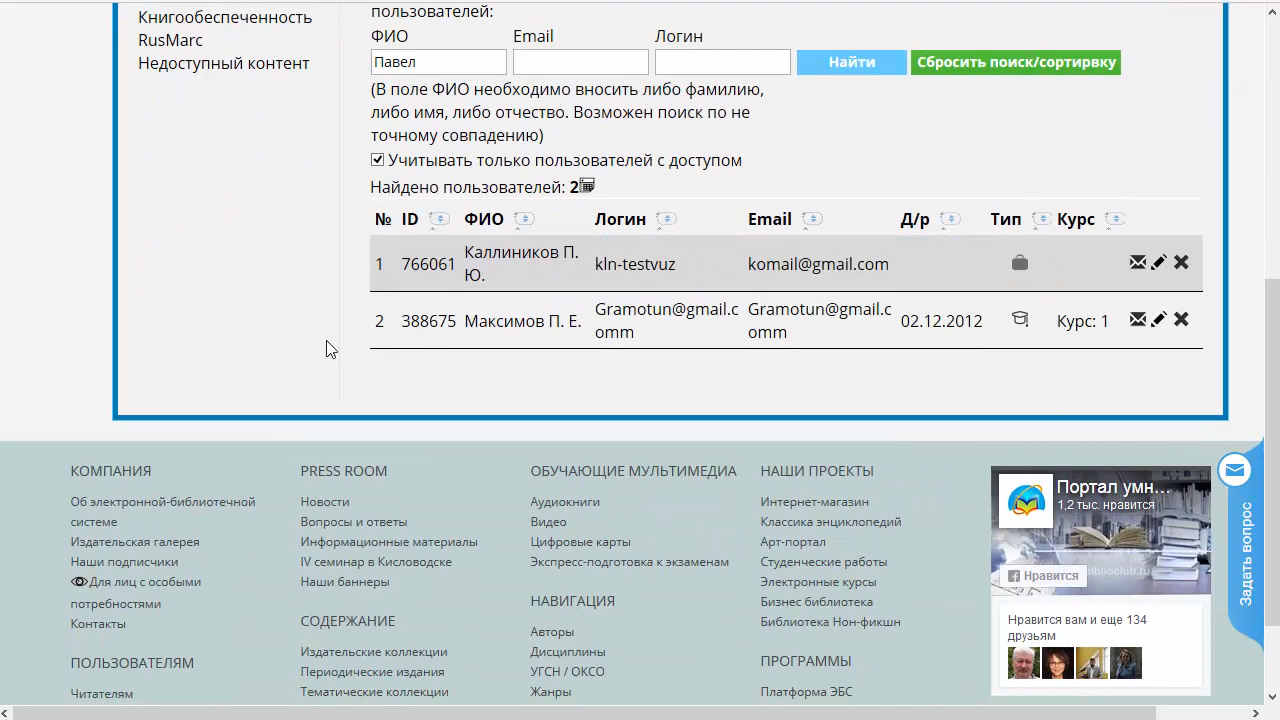 Книгообеспеченность
RusMarc
Недоступный контент
пользователей:
ФИО Email Логин
Павел Найти Сбросить поиск/сортирвку
(В поле ФИО необходимо вносить либо фамилию,
либо имя, либо отчество. Возможен поиск по не
точному совпадению)
Учитывать только пользователей с доступом
Найдено пользователей: 2
№ ID ФИО Логин Email Д/р Тип Курс
1 766061 Каллиников П. Ю. kln-testvuz komail@gmail.com
2 388675 Максимов П. Е. Gramotun@gmail.comm Gramotun@gmail.comm 02.12.2012 Курс: 1
КОМПАНИЯ
Об электронной-библиотечной
системе
Издательская галерея
Наши подписчики
Для лиц с особыми
потребностями
Контакты
ПОЛЬЗОВАТЕЛЯМ
Читателям
PRESS ROOM
Новости
Вопросы и ответы
Информационные материалы
IV семинар в Кисловодске
Наши баннеры
СОДЕРЖАНИЕ
Издательские коллекции
Периодические издания
Тематические коллекции
ОБУЧАЮЩИЕ МУЛЬТИМЕДИА
Аудиокниги
Видео
Цифровые карты
Экспресс-подготовка к экзаменам
НАВИГАЦИЯ
Авторы
Дисциплины
УГСН / ОКСО
Жанры
НАШИ ПРОЕКТЫ
Интернет-магазин
Классика энциклопедий
Арт-портал
Студенческие работы
Электронные курсы
Бизнес библиотека
Библиотека Нон-фикшн
ПРОГРАММЫ
Платформа ЭБС
Портал умн...
1,2 тыс. нравится
Нравится
Нравится вам и еще 134
друзьям
Задать вопрос